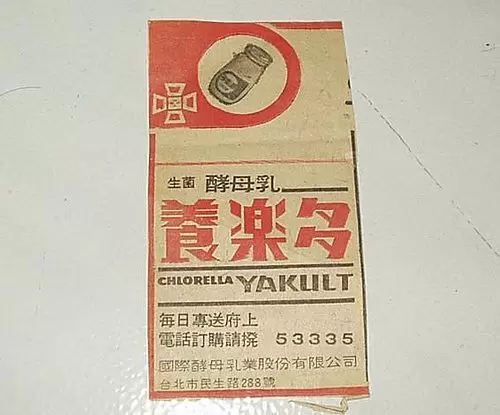 生菌 酵母乳
養楽多
CHLORELLA YAKULT
每日專送府上
電話訂購請撥 53335
國際酵母乳業股份有限公司
台北市民生路288號